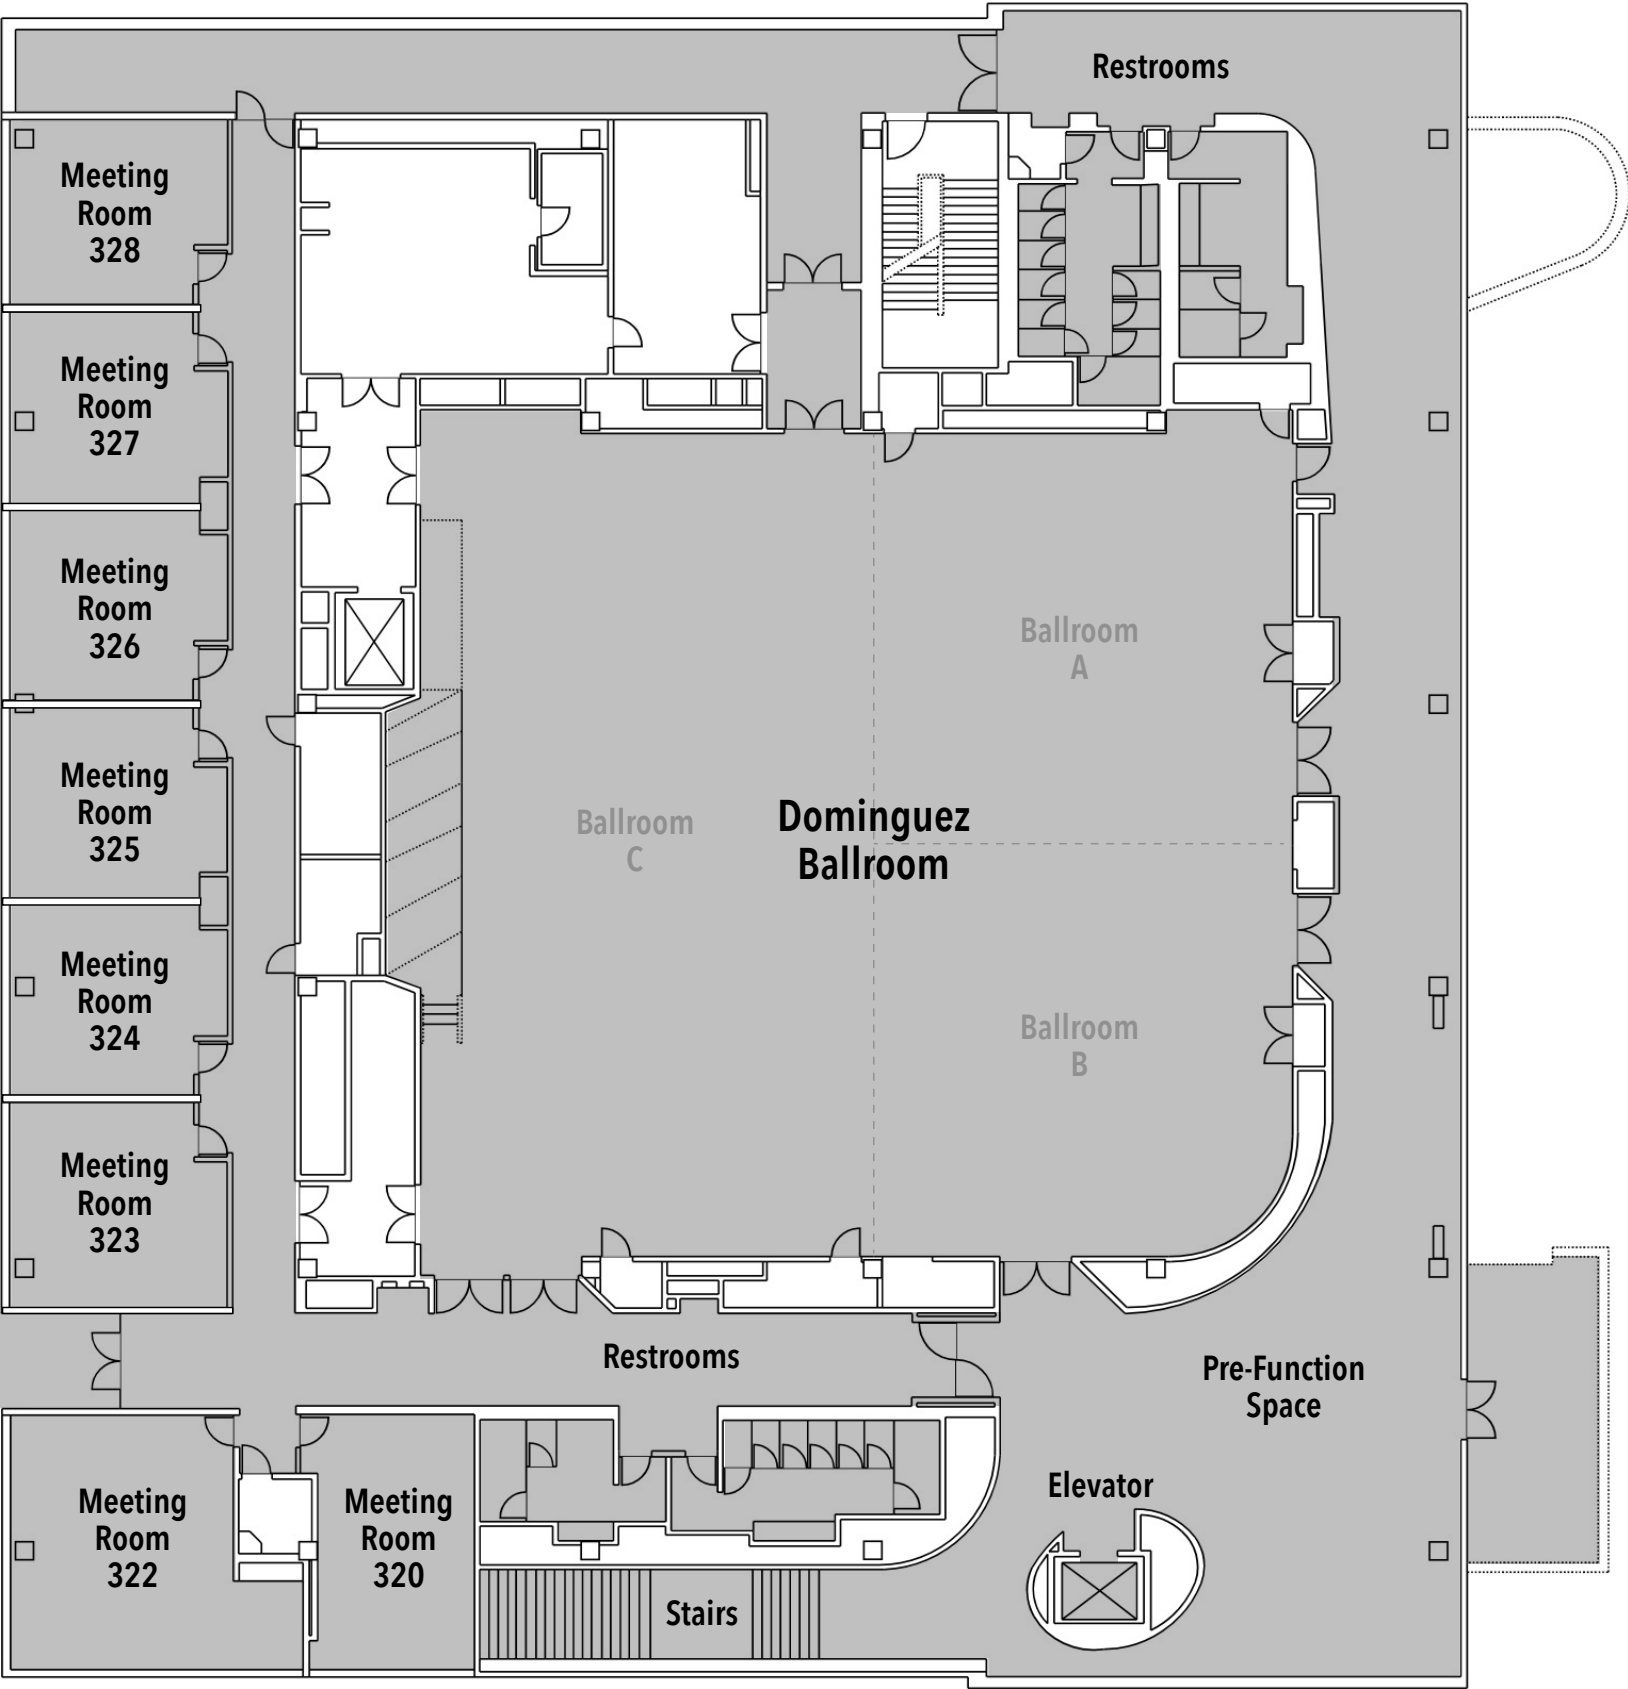 Restrooms
Meeting
Room
328
Meeting
Room
327
Meeting
Room
326
Meeting
Room
325
Meeting
Room
324
Meeting
Room
323
Ballroom
A
Ballroom
C
Dominguez
Ballroom
Ballroom
B
Restrooms
Pre-Function
Space
Elevator
Meeting
Room
322
Meeting
Room
320
Stairs